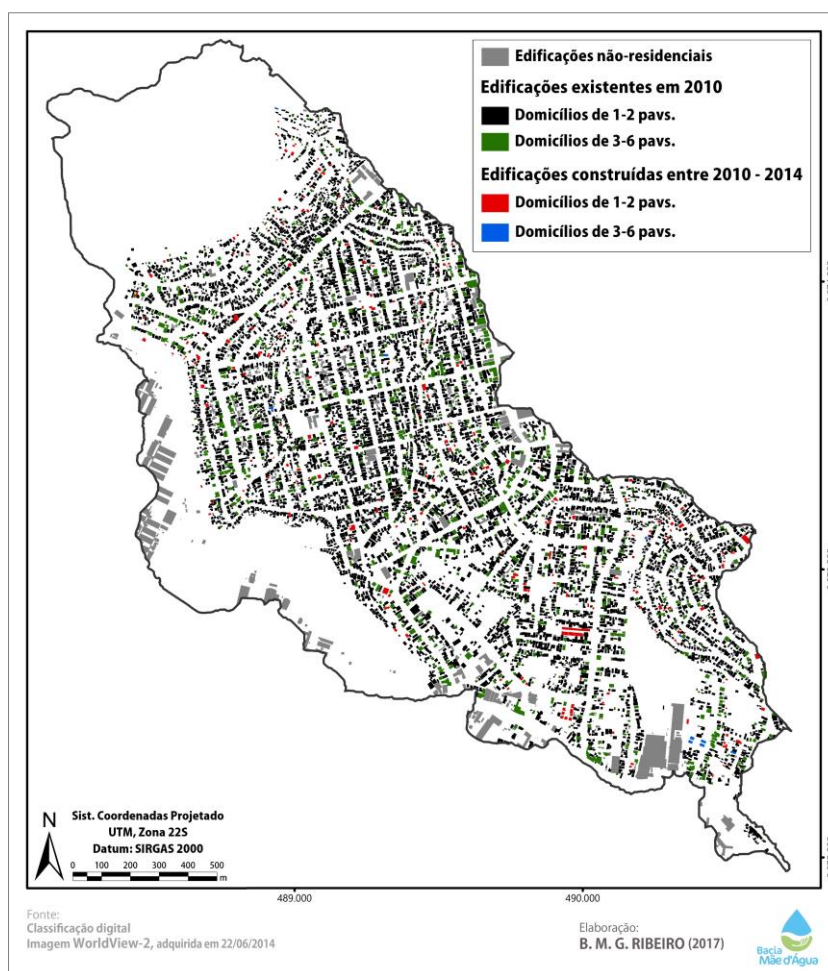 Edificações não-residenciais
Edificações existentes em 2010
Domicílios de 1-2 pavs.
Domicílios de 3-6 pavs.
Edificações construídas entre 2010 - 2014
Domicílios de 1-2 pavs.
Domicílios de 3-6 pavs.
N
Sist. Coordenadas Projetado
UTM, Zona 22S
Datum: SIRGAS 2000
0 100 200 300 400 500
m
489.000
490.000
Fonte:
Classificação digital
Imagem WorldView-2, adquirida em 22/06/2014
Elaboração:
B. M. G. RIBEIRO (2017)
Bacia
Mãe d'Água